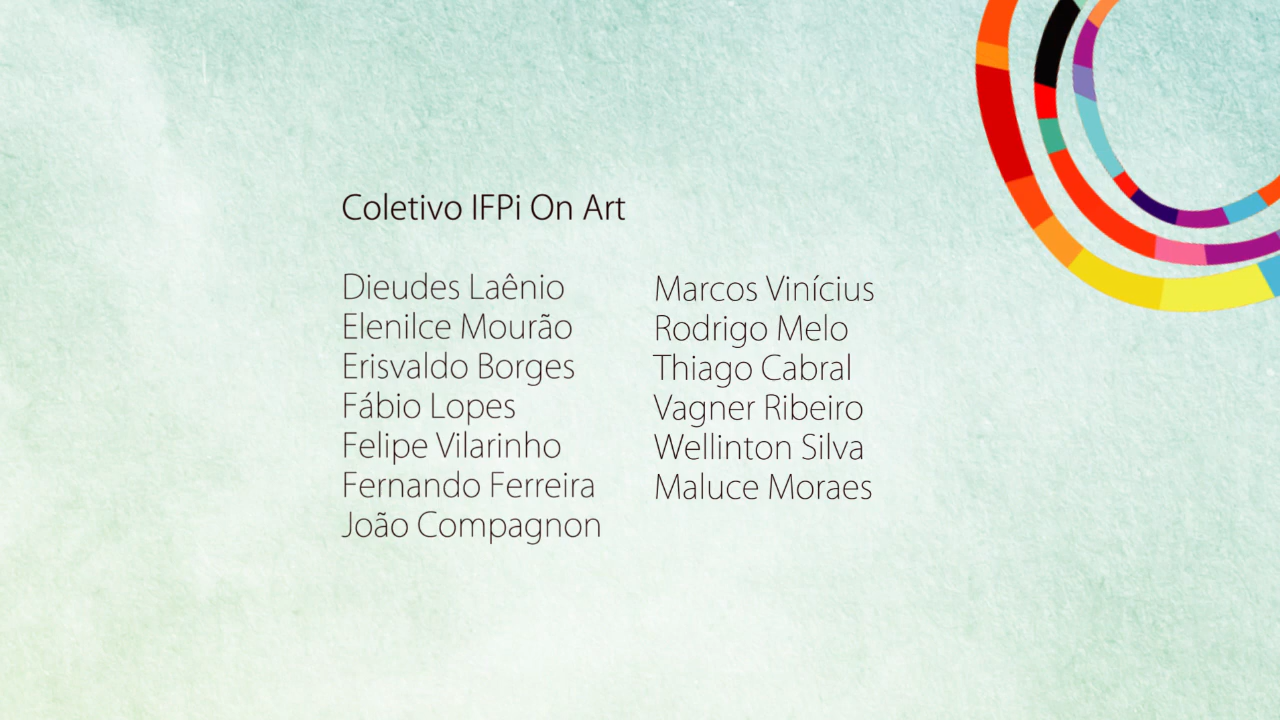 Coletivo IFPi On Art
Dieudes Laênio
Elenilce Mourão
Erisvaldo Borges
Fábio Lopes
Felipe Vilarinho
Fernando Ferreira
João Compagnon
Marcos Vinícius
Rodrigo Melo
Thiago Cabral
Vagner Ribeiro
Wellinton Silva
Maluce Moraes